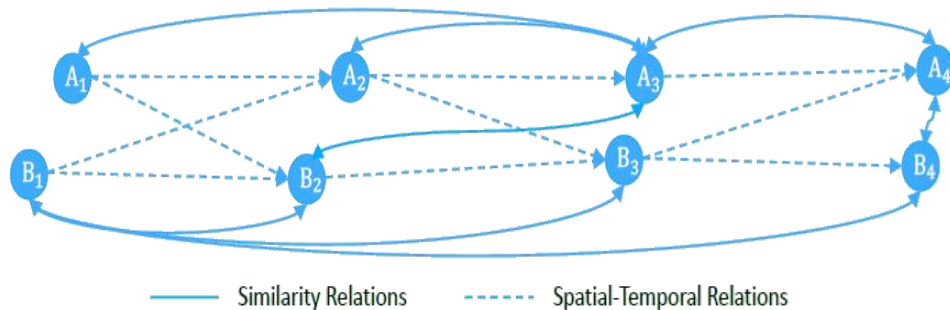 A₁ A₂ A₃ A₄
B₁ B₂ B₃ B₄
Similarity Relations Spatial-Temporal Relations